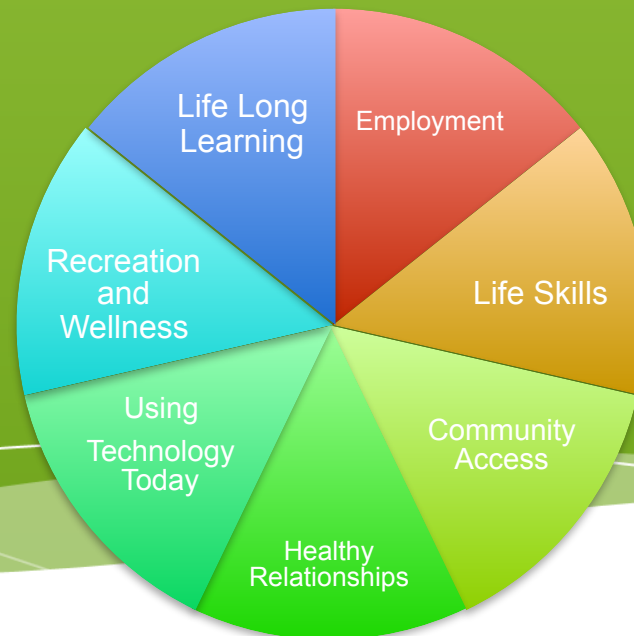 Life Long
Learning
Employment
Recreation
and
Wellness
Life Skills
Using
Technology
Today
Community
Access
Healthy
Relationships